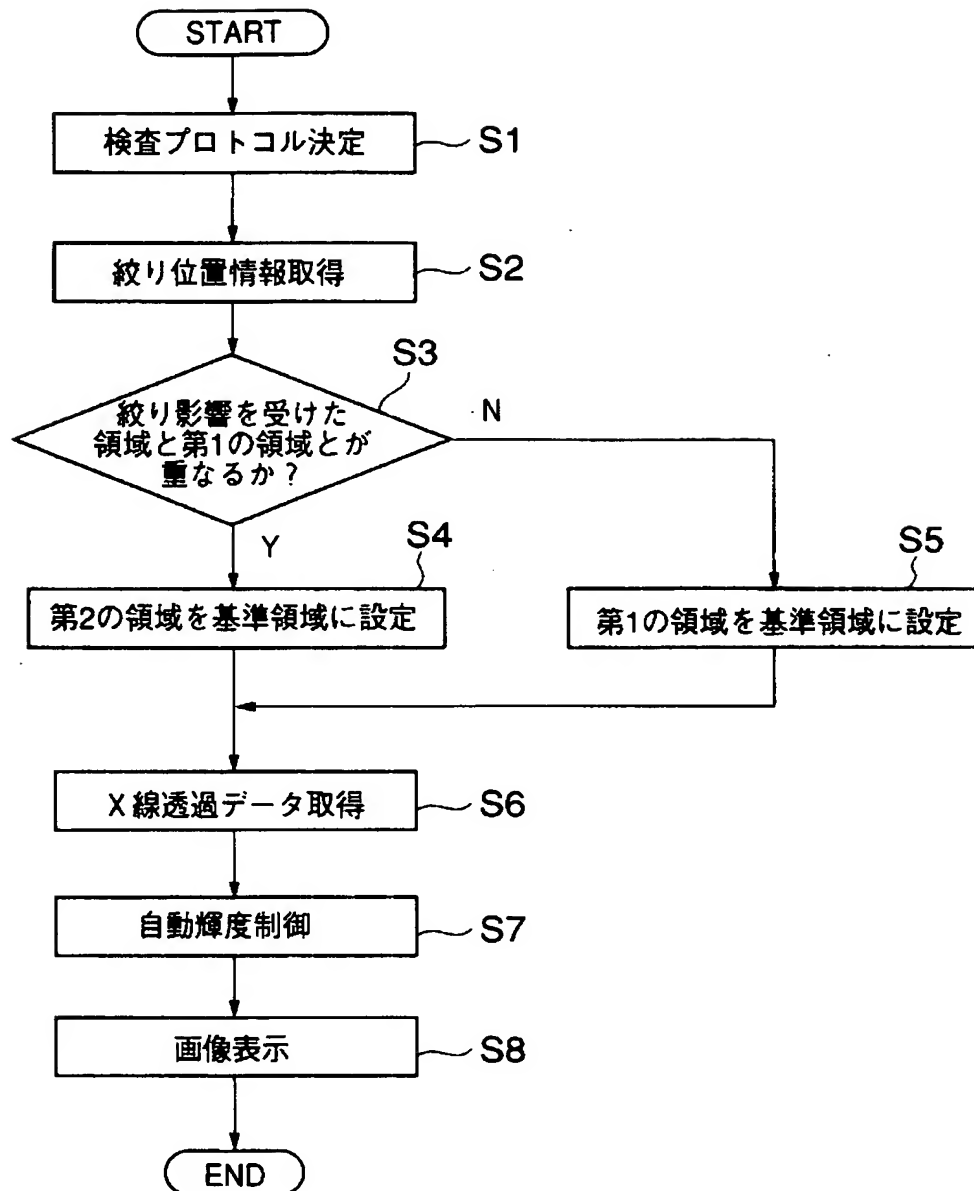 START
検査プロトコル決定
S1
絞り位置情報取得
S2
S3
絞り影響を受けた
領域と第1の領域とが
重なるか?
N
Y
S4
第2の領域を基準領域に設定
S5
第1の領域を基準領域に設定
X線透過データ取得
S6
自動輝度制御
S7
画像表示
S8
END